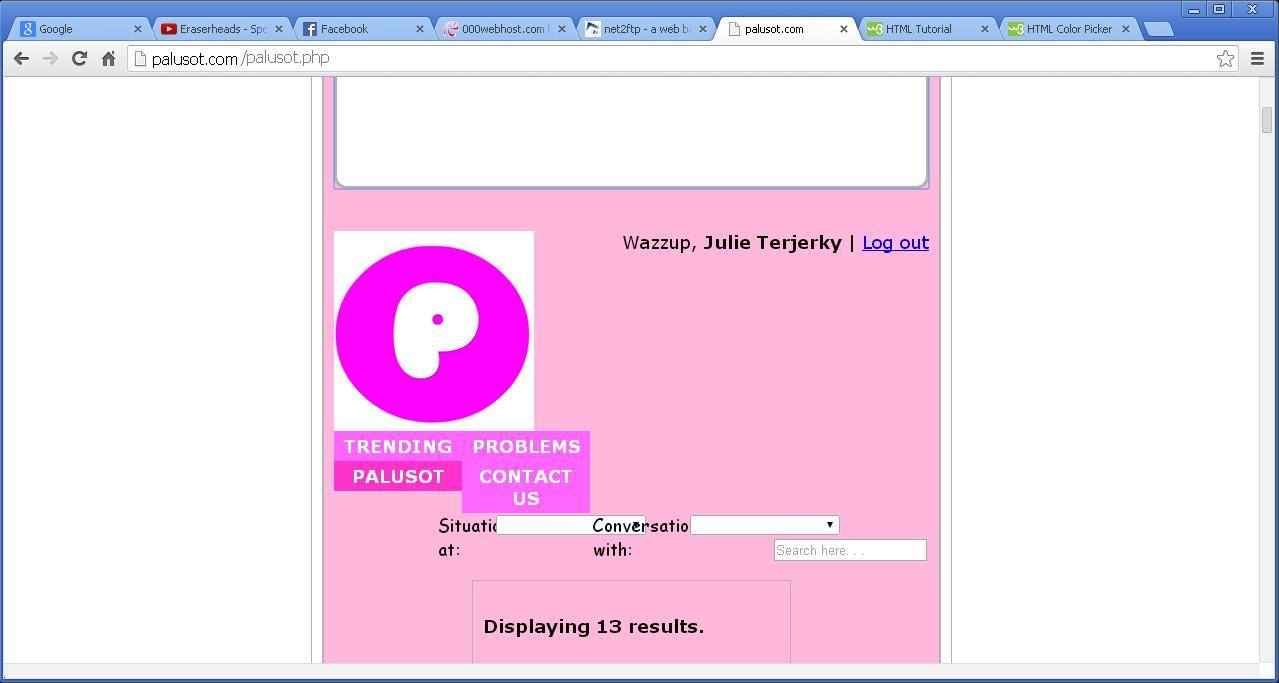 Google
Eraserheads - Spo
Facebook
000webhost.com
net2ftp - a web b
palusot.com
HTML Tutorial
HTML Color Picker
palusot.com/palusot.php
Wazzup, Julie Terjerky | Log out
P
TRENDING PROBLEMS
PALUSOT CONTACT
US
Situatio Conversatio
at: with:
Search here. . .
Displaying 13 results.